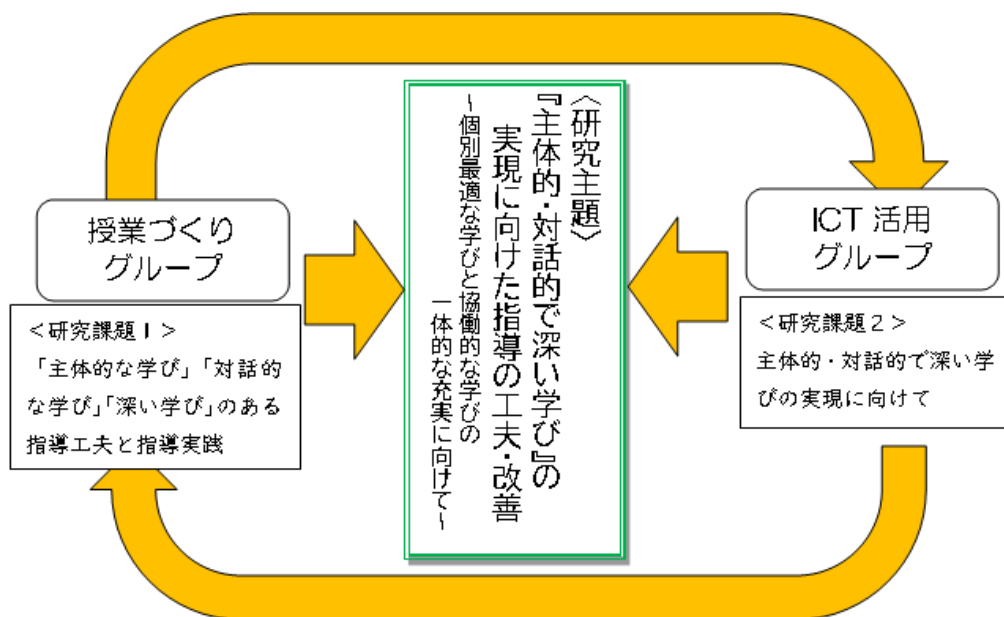 授業づくり
グループ
<研究課題1>
「主体的な学び」「対話的
な学び」「深い学び」のある
指導工夫と指導実践
〈研究主題〉
『主体的・対話的で深い学び』の
実現に向けた指導の工夫・改善
~個別最適な学びと協働的な学びの
一体的な充実に向けて~
ICT 活用
グループ
<研究課題2>
主体的・対話的で深い学
びの実現に向けて